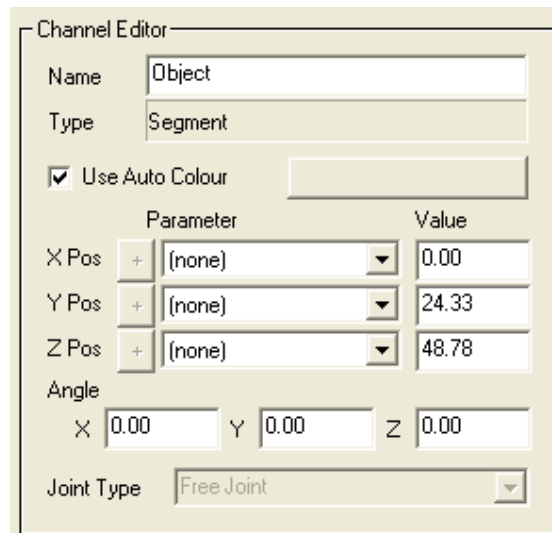 Channel Editor
Name Object
Type Segment
Use Auto Colour
Parameter Value
X Pos + (none) 0.00
Y Pos + (none) 24.33
Z Pos + (none) 48.78
Angle
X 0.00 Y 0.00 Z 0.00
Joint Type Free Joint